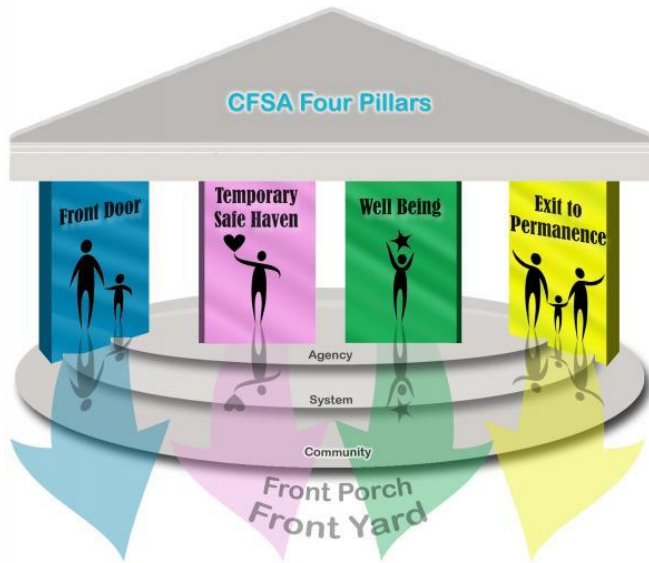 CFSA Four Pillars
Front Door
Temporary
Safe Haven
Well Being
Exit to
Permanence
Agency
System
Community
Front Porch
Front Yard